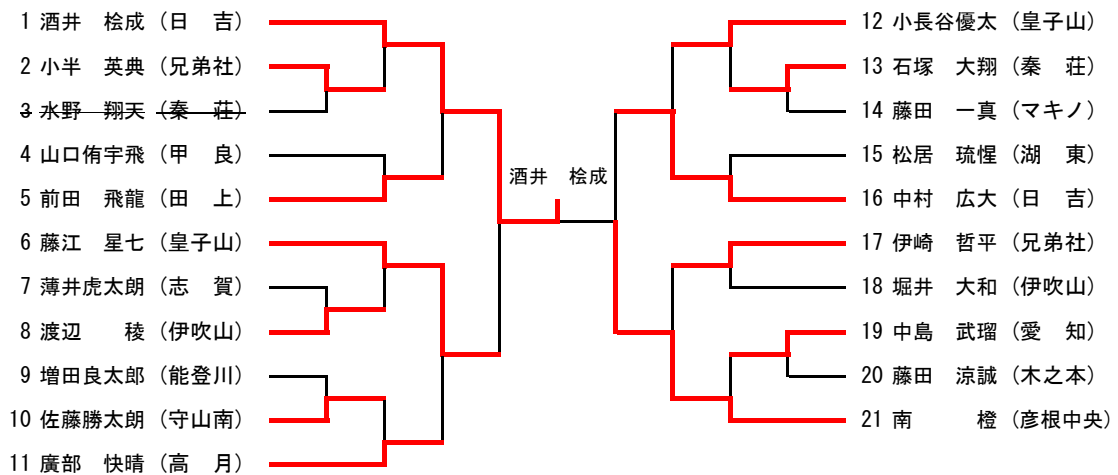 1 酒井　桧成（日　吉）
2 小半　英典（兄弟社）
3 水野　翔天（秦　荘）
4 山口侑宇飛（甲　良）
5 前田　飛龍（田　上）
6 藤江　星七（皇子山）
7 薄井虎太朗（志　賀）
8 渡辺　　稜（伊吹山）
9 増田良太郎（能登川）
10 佐藤勝太朗（守山南）
11 廣部　快晴（高　月）
酒井　桧成
12 小長谷優太（皇子山）
13 石塚　大翔（秦　荘）
14 藤田　一真（マキノ）
15 松居　琉惺（湖　東）
16 中村　広大（日　吉）
17 伊崎　哲平（兄弟社）
18 堀井　大和（伊吹山）
19 中島　武瑠（愛　知）
20 藤田　涼誠（木之本）
21 南　　　橙（彦根中央）